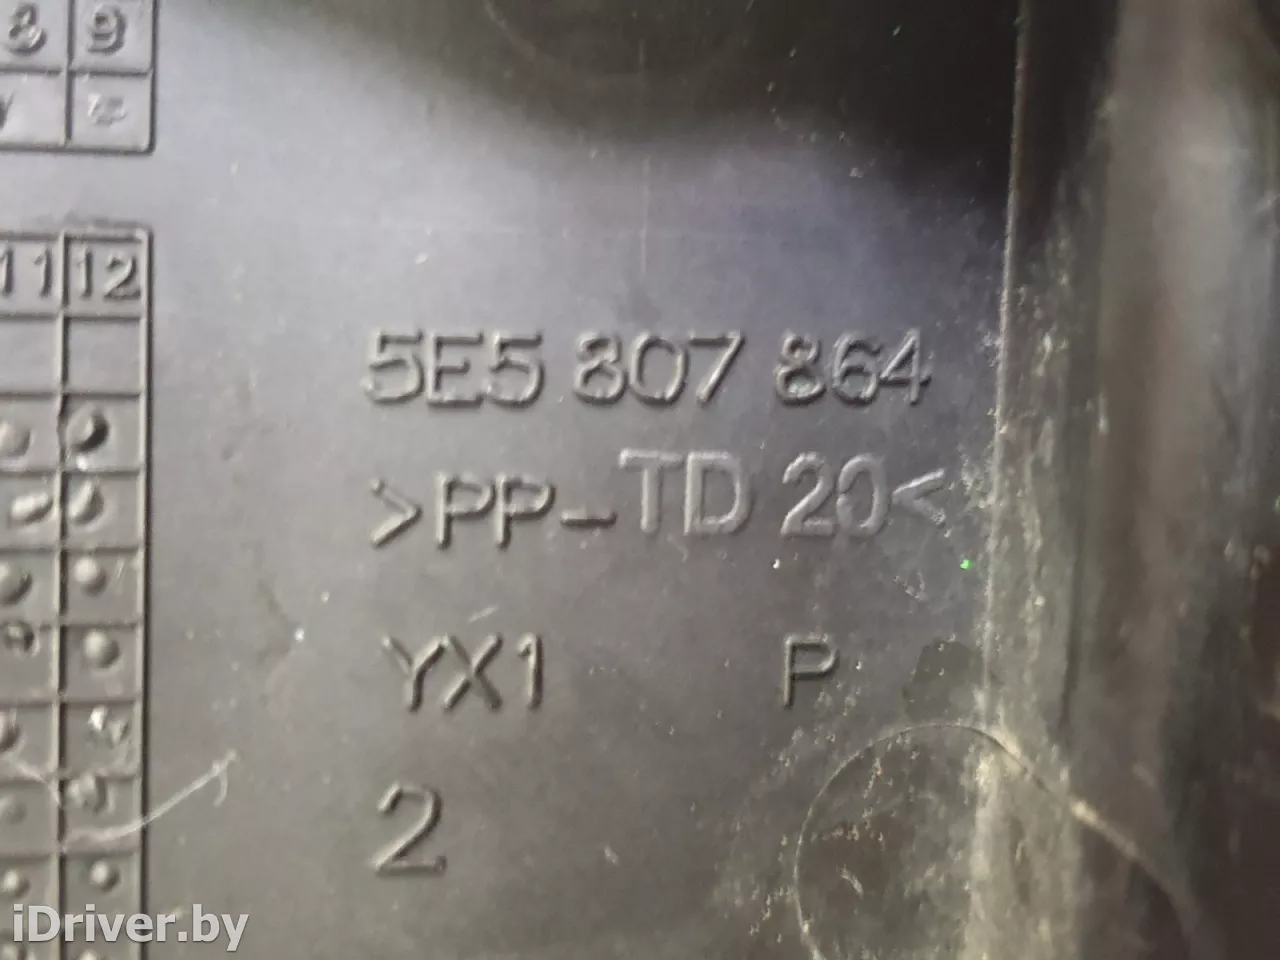 8 9
11 12
5E5 807 864
>PP-TD 20<
YX1 P
2
iDriver.by